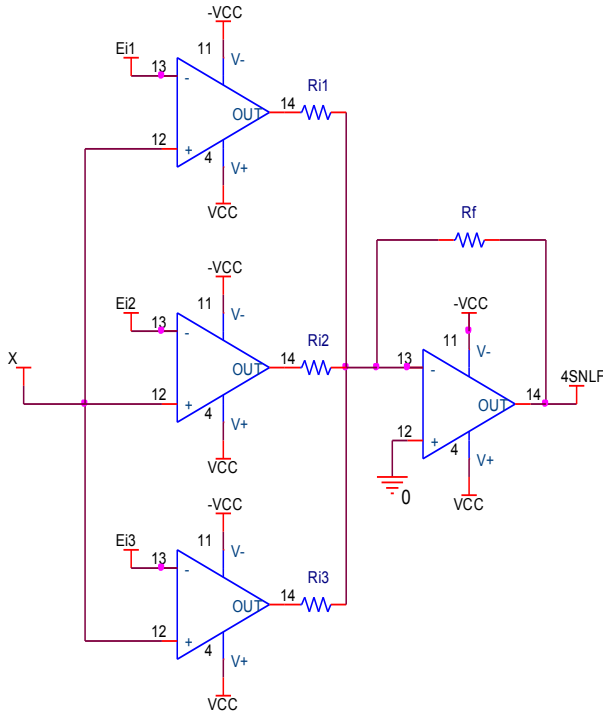 -VCC
Ei1
11
V-
13
-
Ri1
OUT
14
12
+
4
V+
VCC
Rf
-VCC
Ei2
11
V-
13
-
Ri2
OUT
14
12
+
4
V+
VCC
X
-VCC
11
V-
13
-
4SNLF
OUT
14
12
+
4
V+
0
VCC
-VCC
Ei3
11
V-
13
-
Ri3
OUT
14
12
+
4
V+
VCC